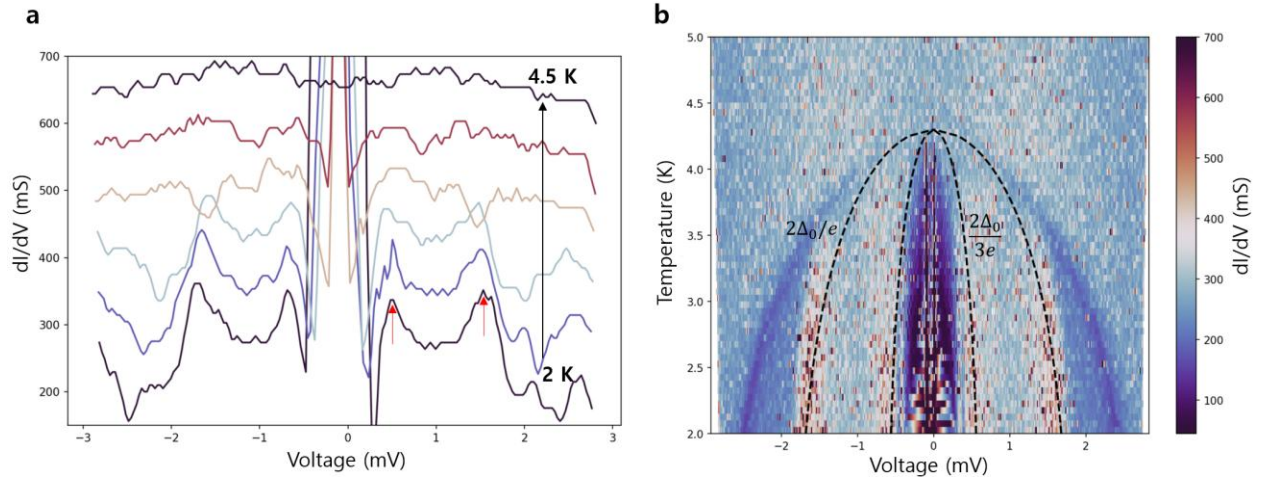 a
700
600
500
400
300
200
−3
−2
−1
0
1
2
3
dI/dV (mS)
Voltage (mV)
4.5 K
2 K
b
5.0
4.5
4.0
3.5
3.0
2.5
2.0
−2
−1
0
1
2
Temperature (K)
Voltage (mV)
2Δ₀/e
2Δ₀
3e
700
600
500
400
300
200
100
dI/dV (mS)